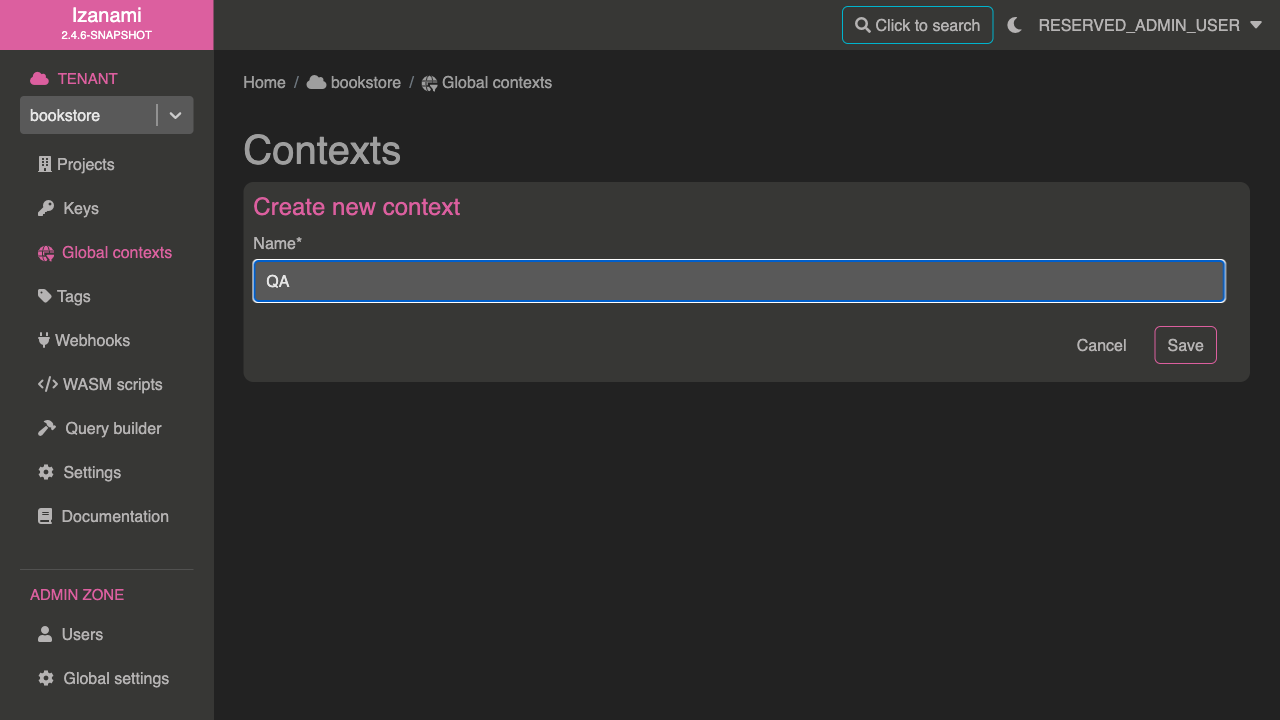 Izanami
2.4.6-SNAPSHOT
Click to search
RESERVED_ADMIN_USER
TENANT
bookstore
Projects
Keys
Global contexts
Tags
Webhooks
WASM scripts
Query builder
Settings
Documentation
ADMIN ZONE
Users
Global settings
Home / bookstore / Global contexts
Contexts
Create new context
Name*
QA
Cancel
Save